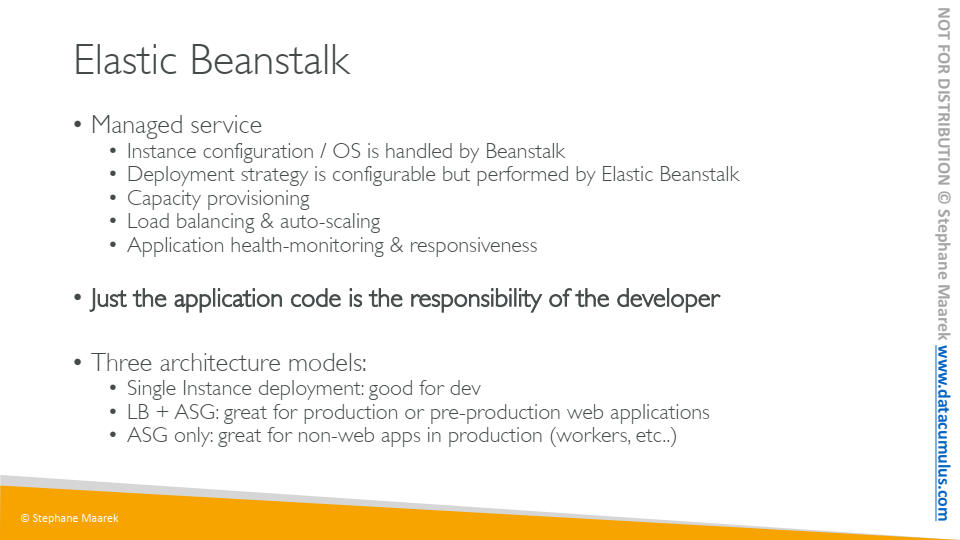 Elastic Beanstalk
• Managed service
• Instance configuration / OS is handled by Beanstalk
• Deployment strategy is configurable but performed by Elastic Beanstalk
• Capacity provisioning
• Load balancing & auto-scaling
• Application health-monitoring & responsiveness
• Just the application code is the responsibility of the developer
• Three architecture models:
• Single Instance deployment: good for dev
• LB + ASG: great for production or pre-production web applications
• ASG only: great for non-web apps in production (workers, etc..)
© Stephane Maarek
NOT FOR DISTRIBUTION © Stephane Maarek www.datacumulus.com